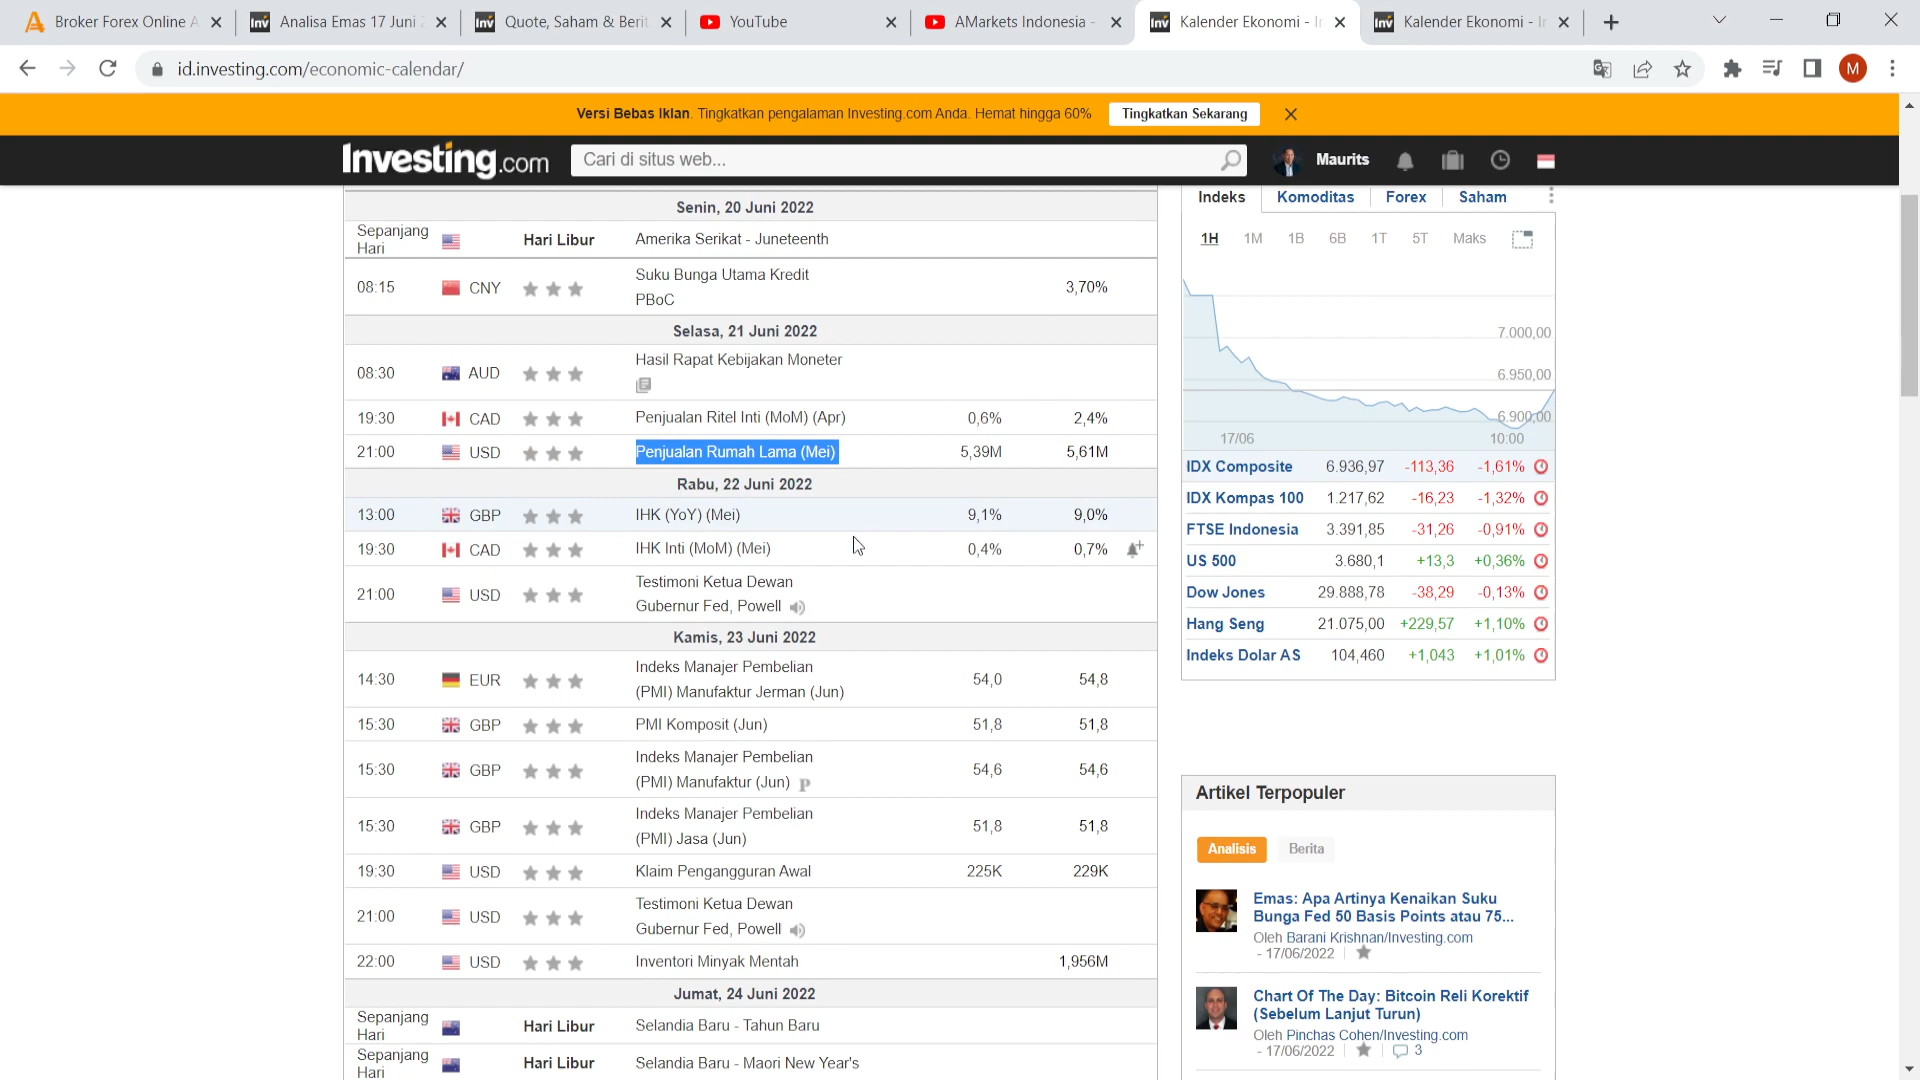 Broker Forex Online A
Analisa Emas 17 Juni 2
Quote, Saham & Berit
YouTube
AMarkets Indonesia -
Kalender Ekonomi - In
Kalender Ekonomi - In
id.investing.com/economic-calendar/
M
Versi Bebas Iklan. Tingkatkan pengalaman Investing.com Anda. Hemat hingga 60% Tingkatkan Sekarang
Investing.com
Cari di situs web...
Maurits
Senin, 20 Juni 2022
Sepanjang Hari Hari Libur Amerika Serikat - Juneteenth
08:15 CNY Suku Bunga Utama Kredit PBoC 3,70%
Selasa, 21 Juni 2022
08:30 AUD Hasil Rapat Kebijakan Moneter
19:30 CAD Penjualan Ritel Inti (MoM) (Apr) 0,6% 2,4%
21:00 USD Penjualan Rumah Lama (Mei) 5,39M 5,61M
Rabu, 22 Juni 2022
13:00 GBP IHK (YoY) (Mei) 9,1% 9,0%
19:30 CAD IHK Inti (MoM) (Mei) 0,4% 0,7%
21:00 USD Testimoni Ketua Dewan Gubernur Fed, Powell
Kamis, 23 Juni 2022
14:30 EUR Indeks Manajer Pembelian (PMI) Manufaktur Jerman (Jun) 54,0 54,8
15:30 GBP PMI Komposit (Jun) 51,8 51,8
15:30 GBP Indeks Manajer Pembelian (PMI) Manufaktur (Jun) P 54,6 54,6
15:30 GBP Indeks Manajer Pembelian (PMI) Jasa (Jun) 51,8 51,8
19:30 USD Klaim Pengangguran Awal 225K 229K
21:00 USD Testimoni Ketua Dewan Gubernur Fed, Powell
22:00 USD Inventori Minyak Mentah 1,956M
Jumat, 24 Juni 2022
Sepanjang Hari Hari Libur Selandia Baru - Tahun Baru
Sepanjang Hari Hari Libur Selandia Baru - Maori New Year's
Indeks Komoditas Forex Saham
1H 1M 1B 6B 1T 5T Maks
7.000,00
6.950,00
6.900,00
17/06 10:00
IDX Composite 6.936,97 -113,36 -1,61%
IDX Kompas 100 1.217,62 -16,23 -1,32%
FTSE Indonesia 3.391,85 -31,26 -0,91%
US 500 3.680,1 +13,3 +0,36%
Dow Jones 29.888,78 -38,29 -0,13%
Hang Seng 21.075,00 +229,57 +1,10%
Indeks Dolar AS 104,460 +1,043 +1,01%
Artikel Terpopuler
Analisis Berita
Emas: Apa Artinya Kenaikan Suku
Bunga Fed 50 Basis Points atau 75...
Oleh Barani Krishnan/Investing.com
- 17/06/2022
Chart Of The Day: Bitcoin Reli Korektif
(Sebelum Lanjut Turun)
Oleh Pinchas Cohen/Investing.com
- 17/06/2022 3